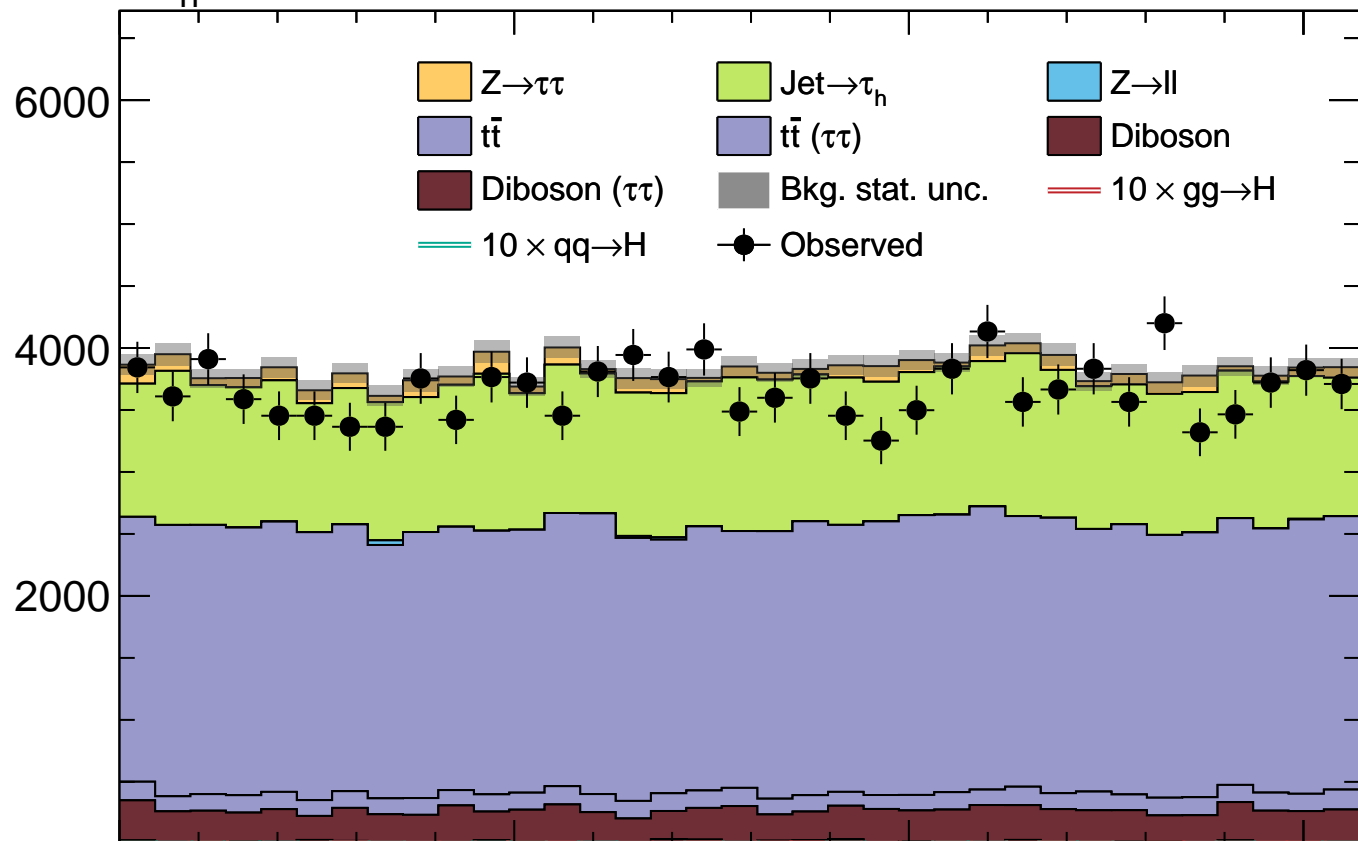 Z→ττ Jet→τ_h Z→ll
tt̄ tt̄ (ττ) Diboson
Diboson (ττ) Bkg. stat. unc. 10 × gg→H
10 × qq→H Observed
6000
4000
2000